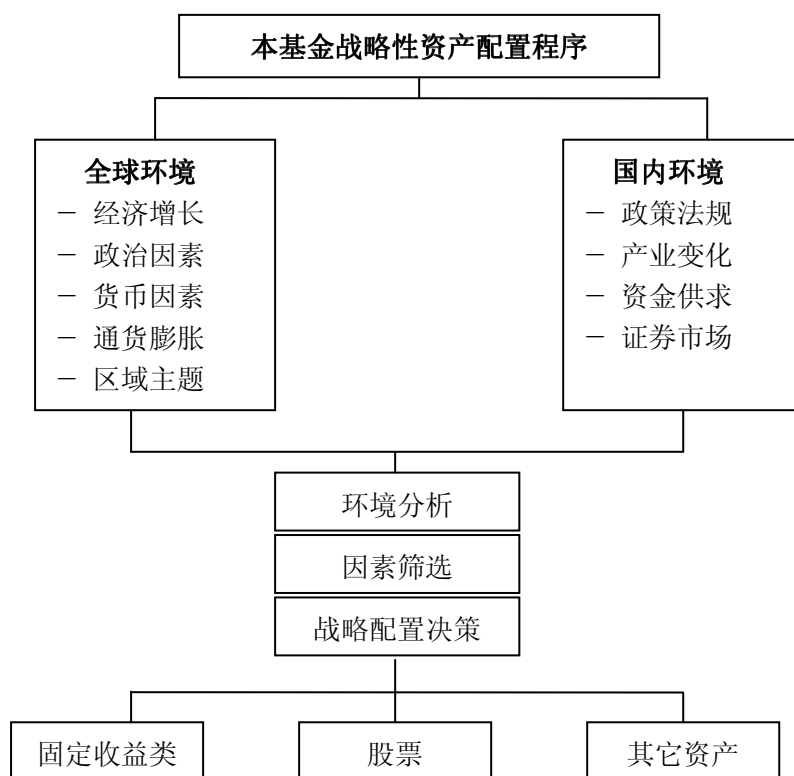 本基金战略性资产配置程序
全球环境
– 经济增长
– 政治因素
– 货币因素
– 通货膨胀
– 区域主题
国内环境
– 政策法规
– 产业变化
– 资金供求
– 证券市场
环境分析
因素筛选
战略配置决策
固定收益类
股票
其它资产